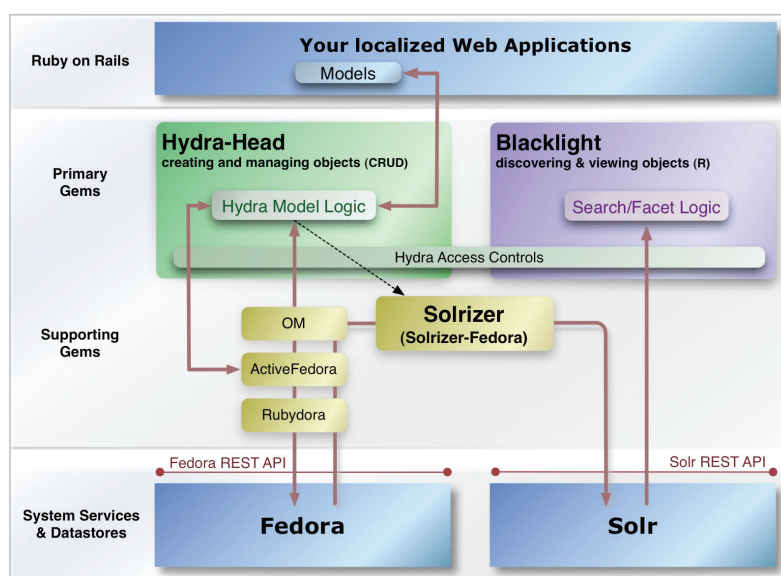 Ruby on Rails
Your localized Web Applications
Models
Primary
Gems
Hydra-Head
creating and managing objects (CRUD)
Hydra Model Logic
Blacklight
discovering & viewing objects (R)
Search/Facet Logic
Hydra Access Controls
Supporting
Gems
OM
Solrizer
(Solrizer-Fedora)
ActiveFedora
Rubydora
Fedora REST API
Solr REST API
System Services
& Datastores
Fedora
Solr